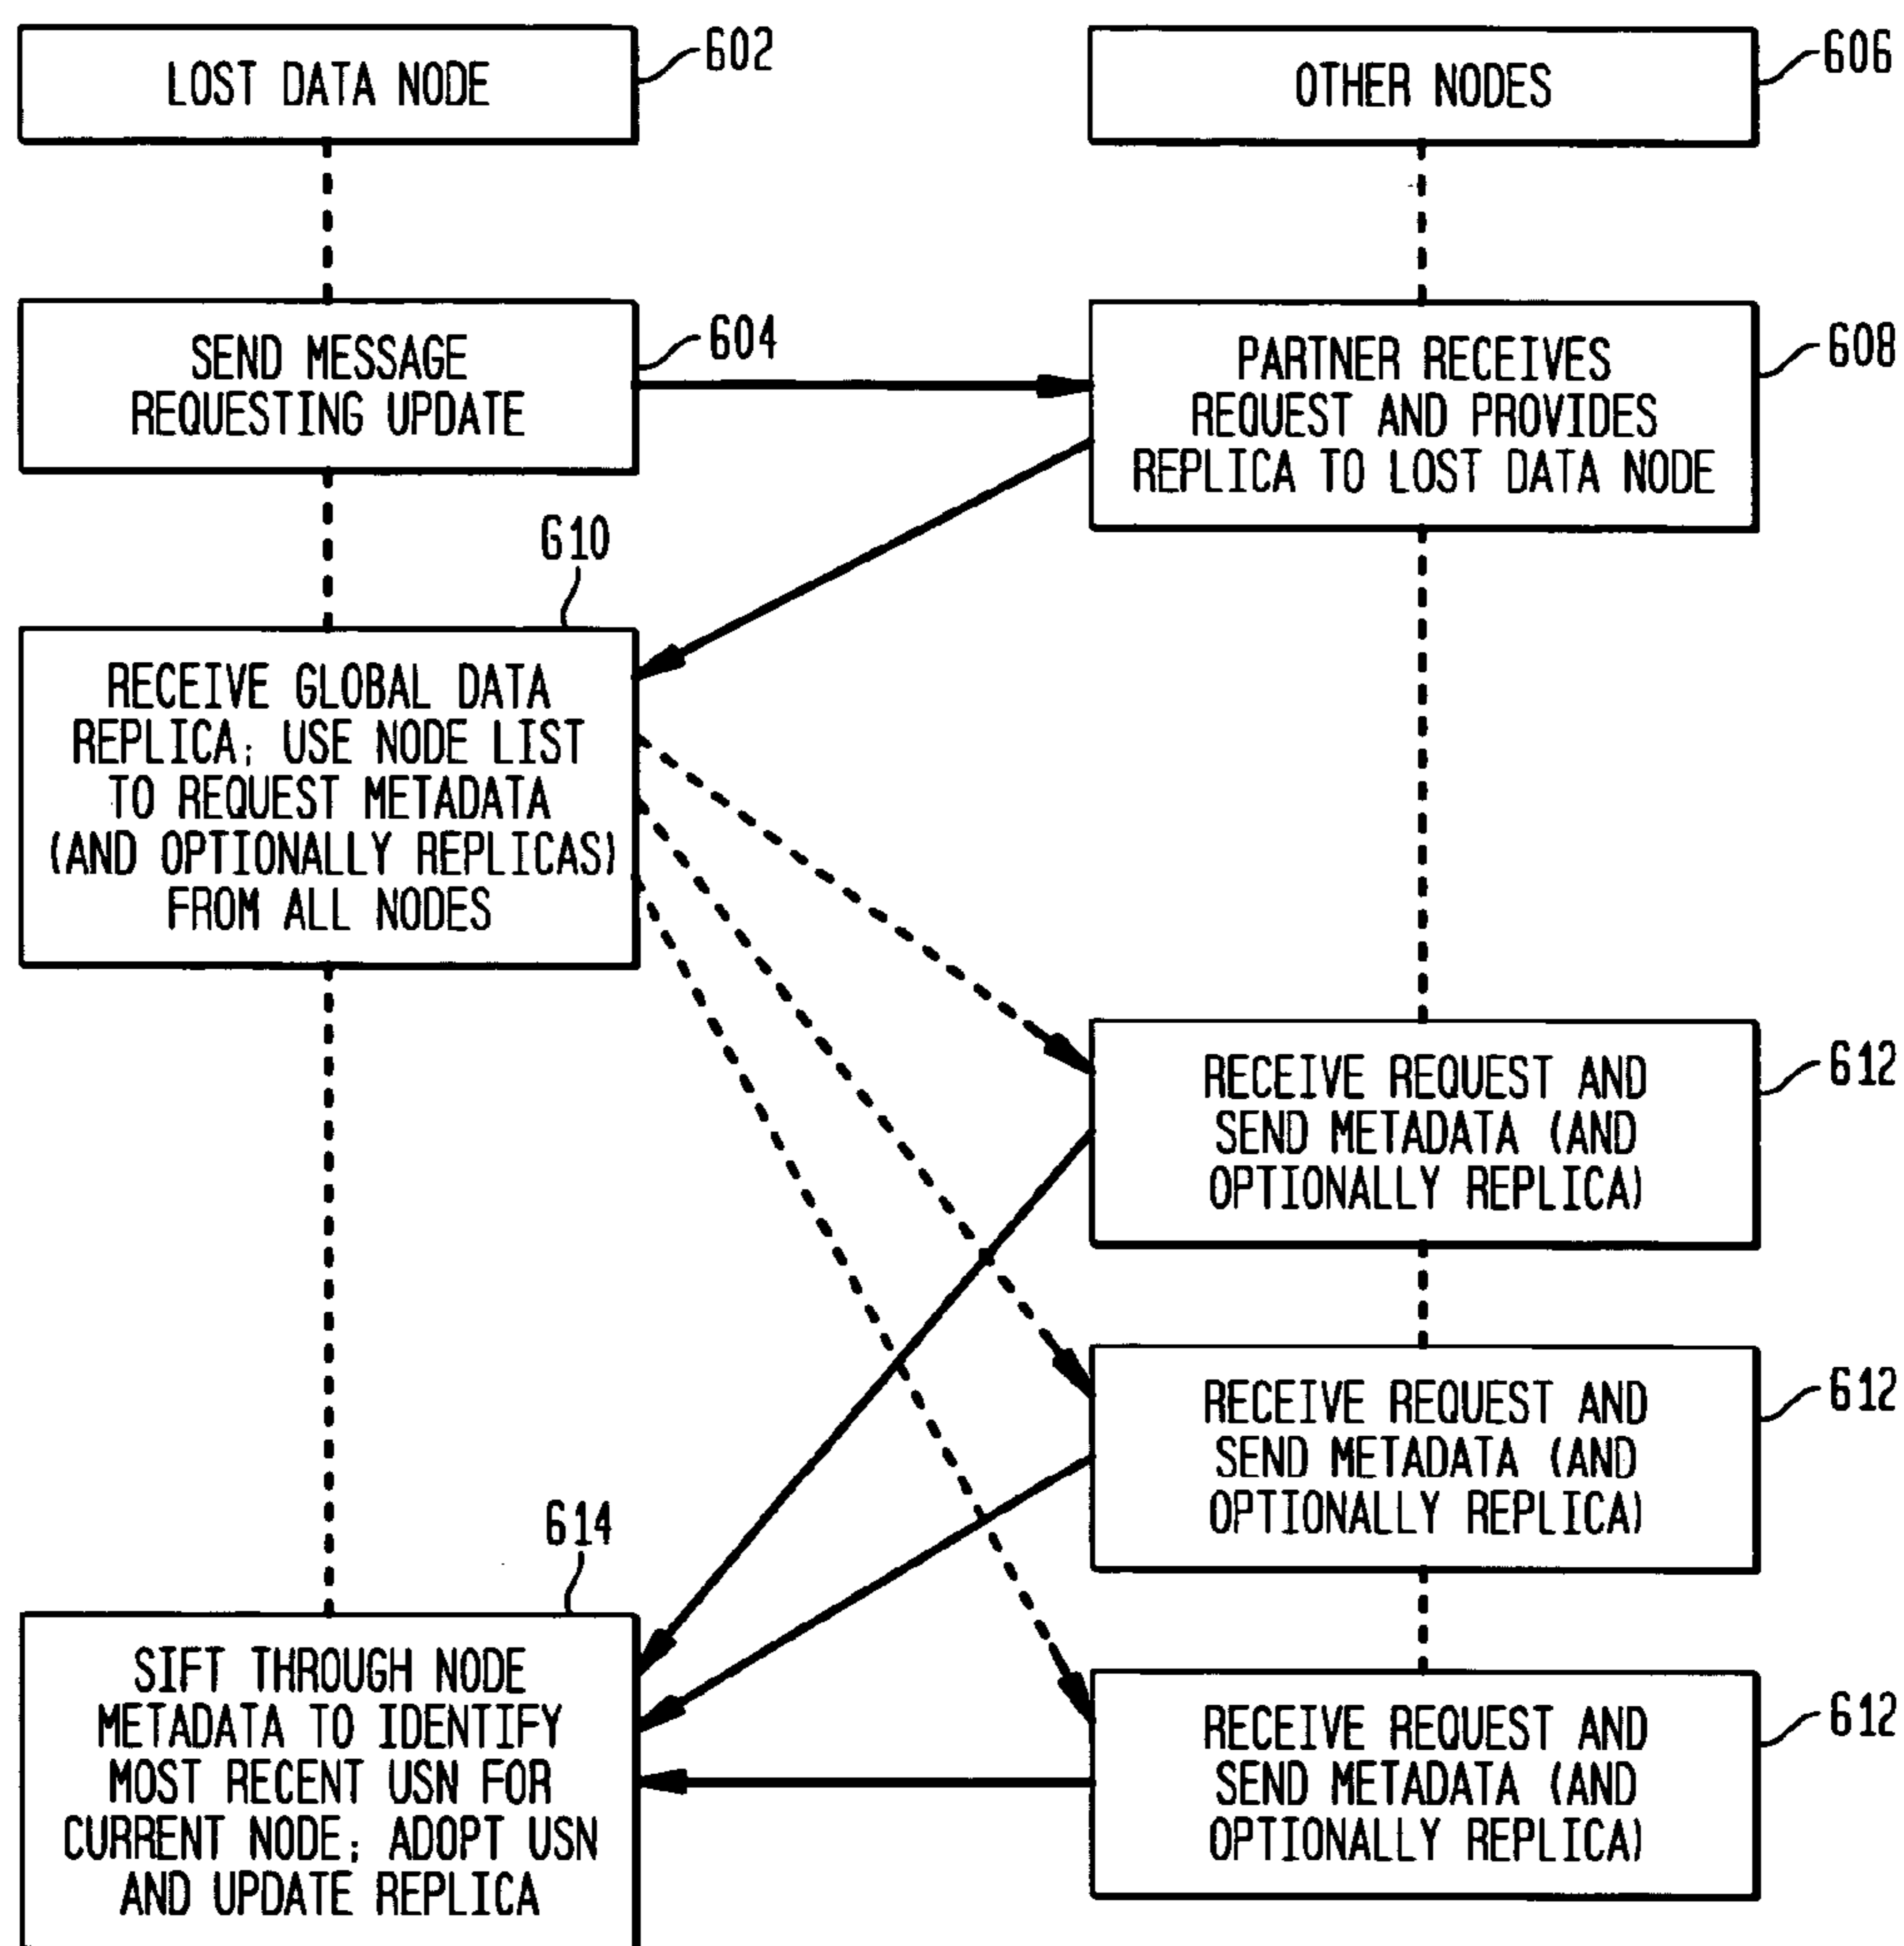 LOST DATA NODE
602
OTHER NODES
606
SEND MESSAGE
REQUESTING UPDATE
604
PARTNER RECEIVES
REQUEST AND PROVIDES
REPLICA TO LOST DATA NODE
608
610
RECEIVE GLOBAL DATA
REPLICA; USE NODE LIST
TO REQUEST METADATA
(AND OPTIONALLY REPLICAS)
FROM ALL NODES
RECEIVE REQUEST AND
SEND METADATA (AND
OPTIONALLY REPLICA)
612
RECEIVE REQUEST AND
SEND METADATA (AND
OPTIONALLY REPLICA)
612
614
SIFT THROUGH NODE
METADATA TO IDENTIFY
MOST RECENT USN FOR
CURRENT NODE; ADOPT USN
AND UPDATE REPLICA
RECEIVE REQUEST AND
SEND METADATA (AND
OPTIONALLY REPLICA)
612